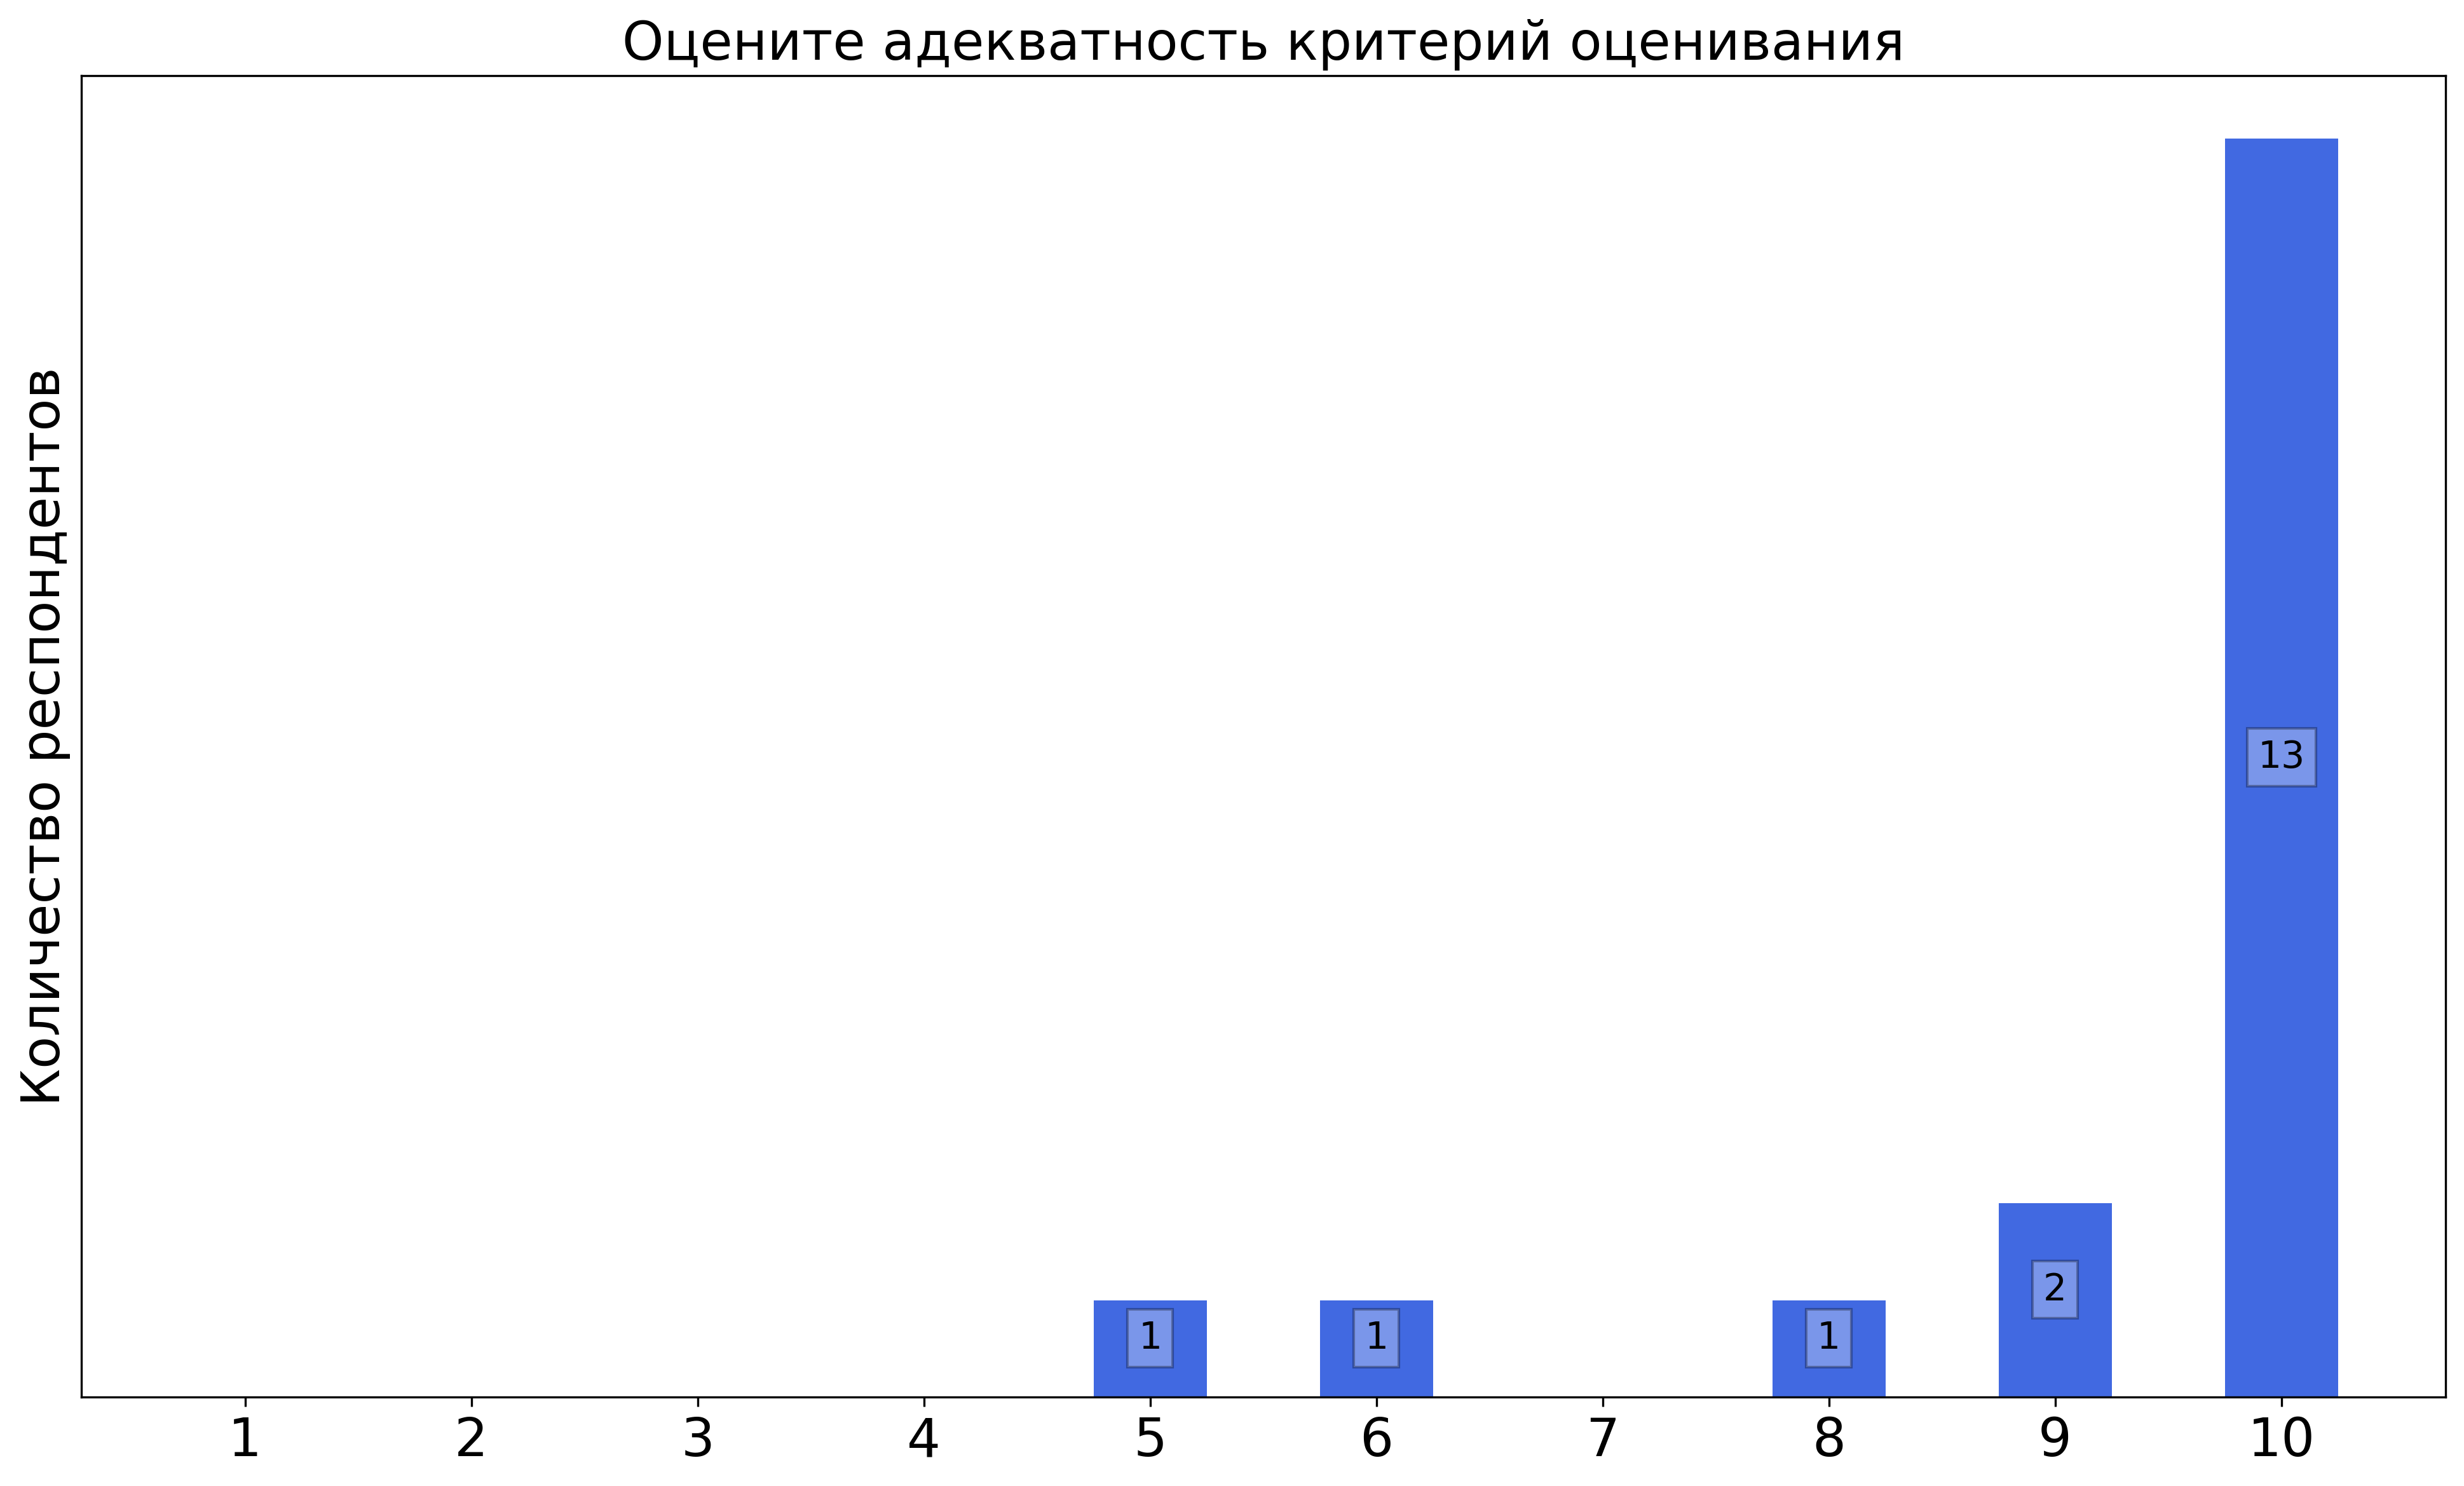 Оцените адекватность критерий оценивания
Количество респондентов
13
2
1
1
1
1 2 3 4 5 6 7 8 9 10